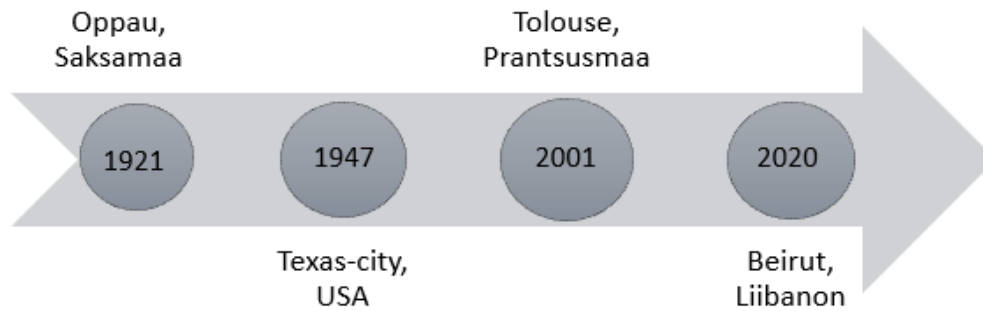 Oppau,
Saksamaa
Tolouse,
Prantsusmaa
1921
1947
2001
2020
Texas-city,
USA
Beirut,
Liibanon